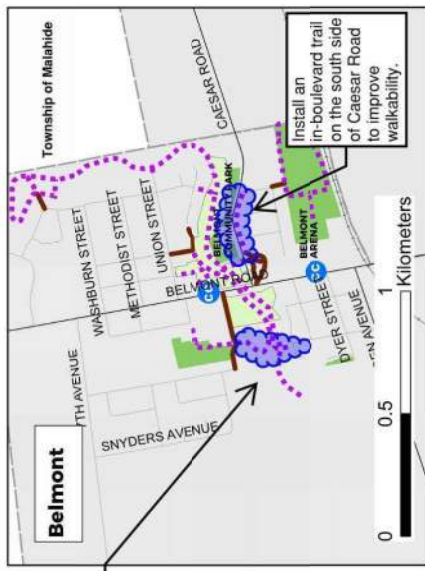 Belmont
Township of Malahide
CAESAR ROAD
WASHBURN STREET
METHODIST STREET
UNION STREET
BELMONT
COMMUNITY PARK
BELMONT ROAD
CC
SNYDERS AVENUE
BELMONT
ARENA
CC
DYER STREET
AVENUE
Install an
in-boulevard trail
on the south side
of Caesar Road
to improve
walkability.
0 0.5 1
Kilometers